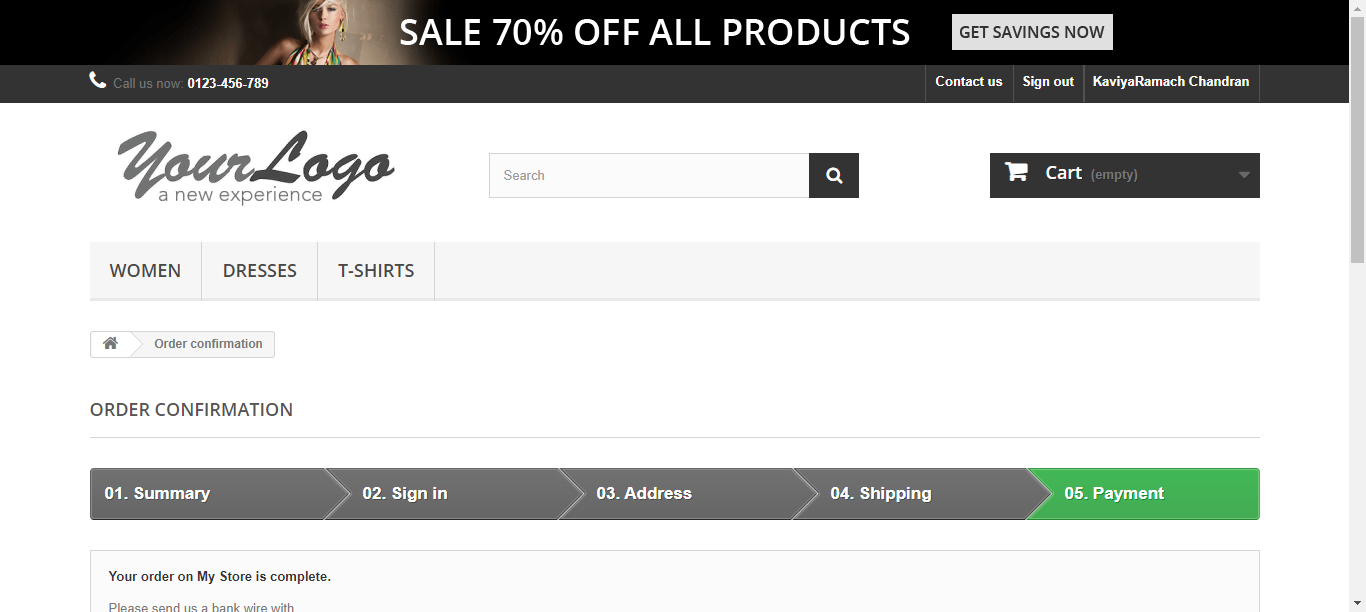 SALE 70% OFF ALL PRODUCTS GET SAVINGS NOW
Call us now: 0123-456-789 Contact us Sign out KaviyaRamach Chandran
YourLogo
a new experience
Search Cart (empty)
WOMEN DRESSES T-SHIRTS
Order confirmation
ORDER CONFIRMATION
01. Summary 02. Sign in 03. Address 04. Shipping 05. Payment
Your order on My Store is complete.
Please send us a bank wire with